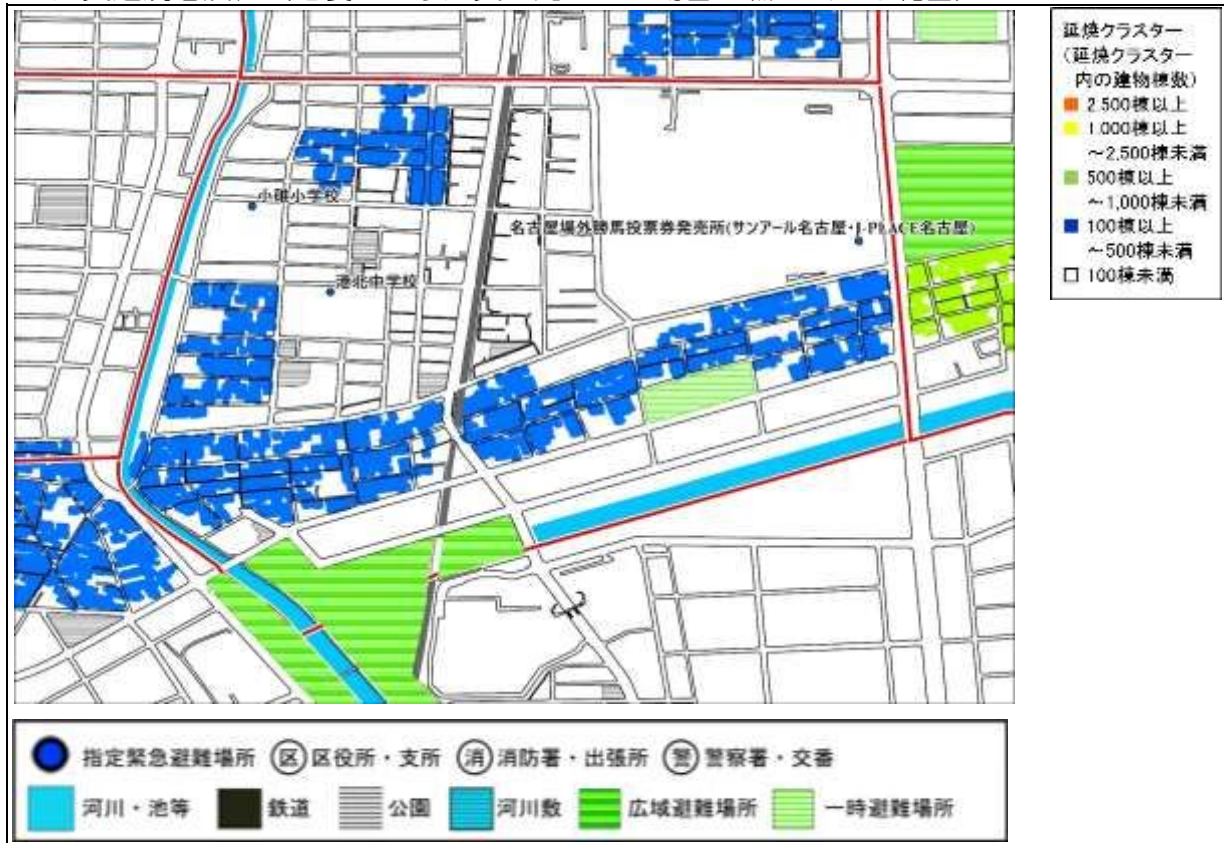 延焼クラスター
(延焼クラスター
内の建物棟数)
2,500棟以上
1,000棟以上
～2,500棟未満
500棟以上
～1,000棟未満
100棟以上
～500棟未満
100棟未満
小碓小学校
名古屋場外勝馬投票券発売所(サンアール名古屋・J-PLACE名古屋)
港北中学校
指定緊急避難場所 区 区役所・支所 消 消防署・出張所 警 警察署・交番
河川・池等 鉄道 公園 河川敷 広域避難場所 一時避難場所